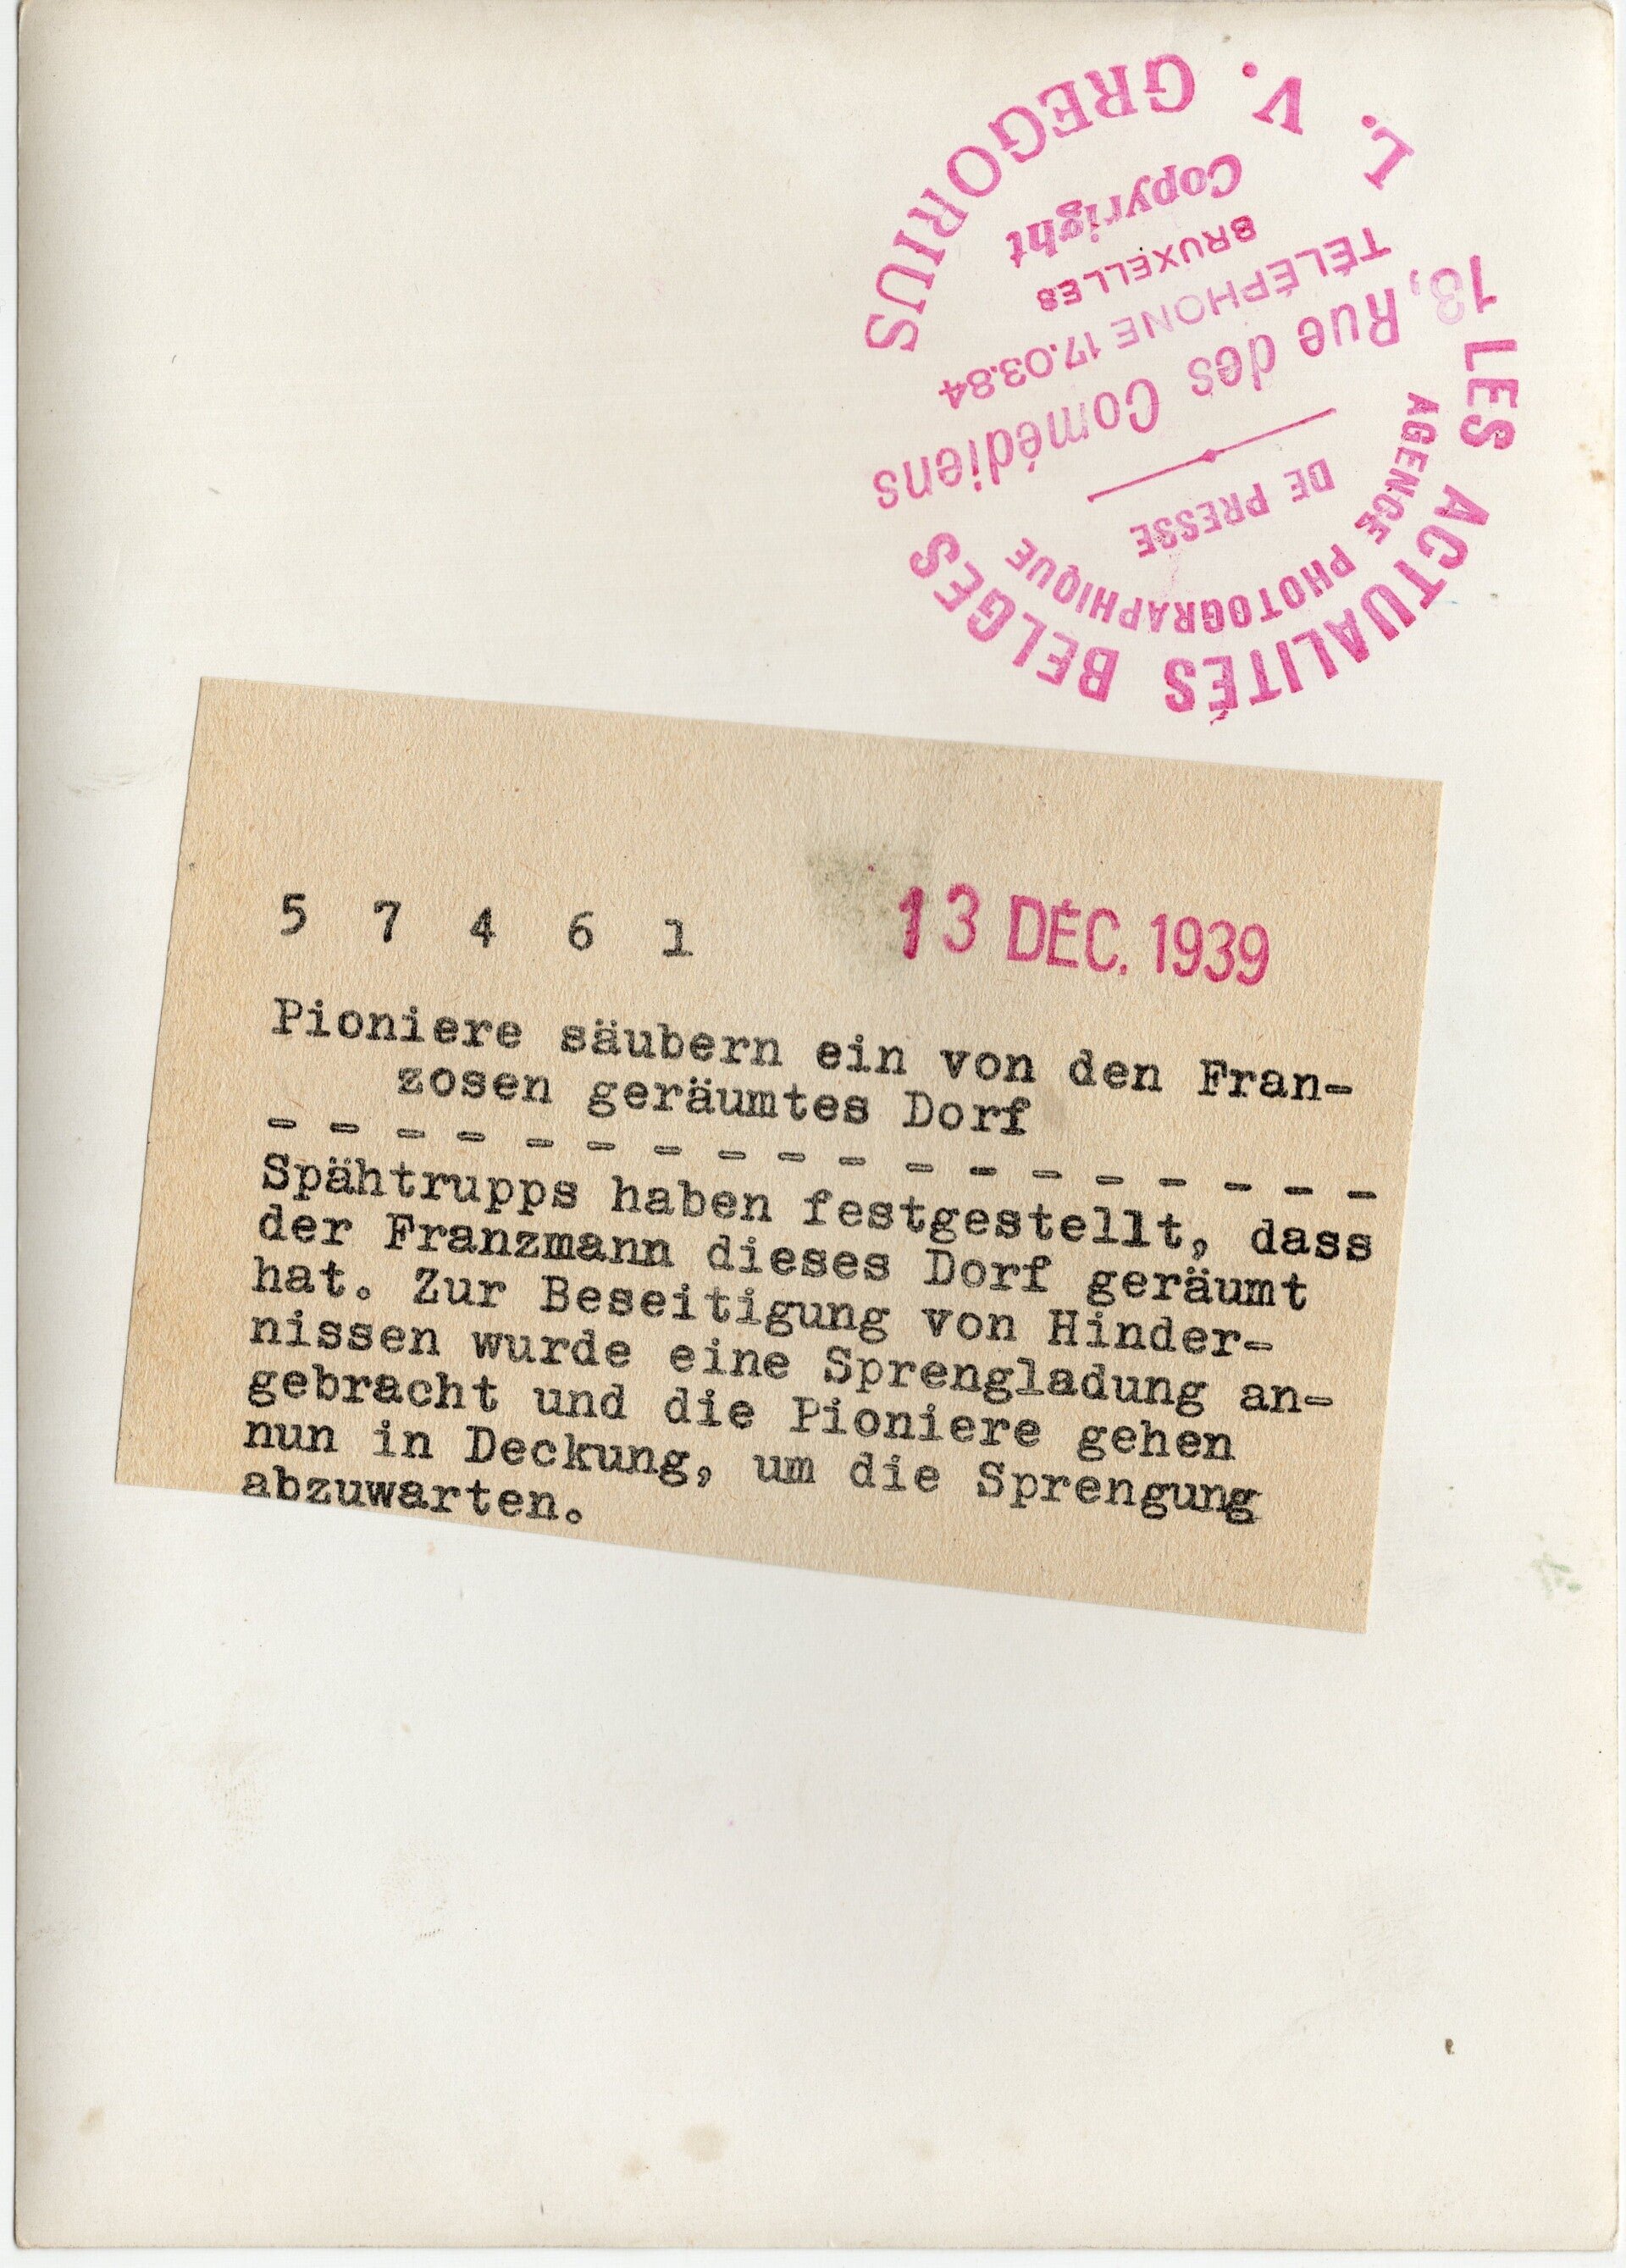 LES ACTUALITÉS BELGES
AGENCE PHOTOGRAPHIQUE
DE PRESSE
Rue des Comédiens
TÉLÉPHONE 17.03.84
BRUXELLES
Copyright
V. GREGORIUS
5 7 4 6 1
13 DÉC. 1939
Pioniere säubern ein von den Fran-
zosen geräumtes Dorf
- - - - - - - - - - - - - - - - - -
Spähtrupps haben festgestellt, dass
der Franzmann dieses Dorf geräumt
hat. Zur Beseitigung von Hinder-
nissen wurde eine Sprengladung an-
gebracht und die Pioniere gehen
nun in Deckung, um die Sprengung
abzuwarten.